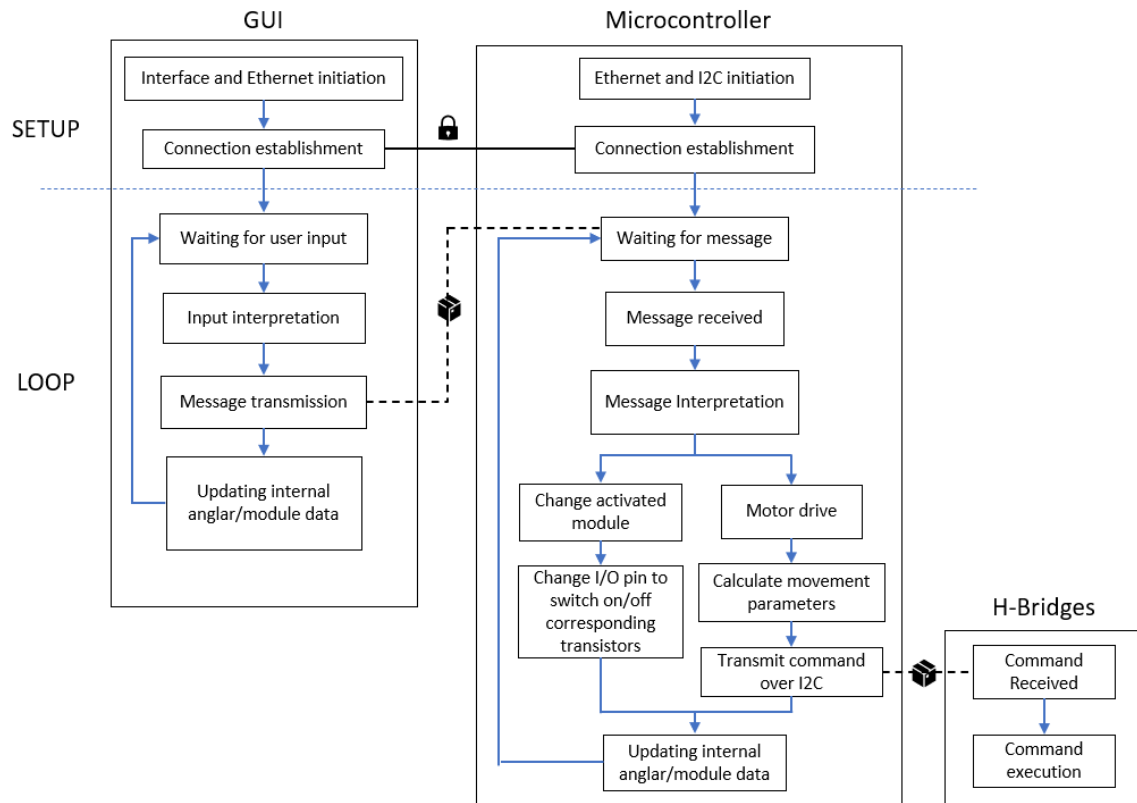 GUI
Microcontroller
SETUP
Interface and Ethernet initiation
Connection establishment
Ethernet and I2C initiation
Connection establishment
LOOP
Waiting for user input
Input interpretation
Message transmission
Updating internal
anglar/module data
Waiting for message
Message received
Message Interpretation
Change activated
module
Change I/O pin to
switch on/off
corresponding
transistors
Motor drive
Calculate movement
parameters
Transmit command
over I2C
Updating internal
anglar/module data
H-Bridges
Command
Received
Command
execution